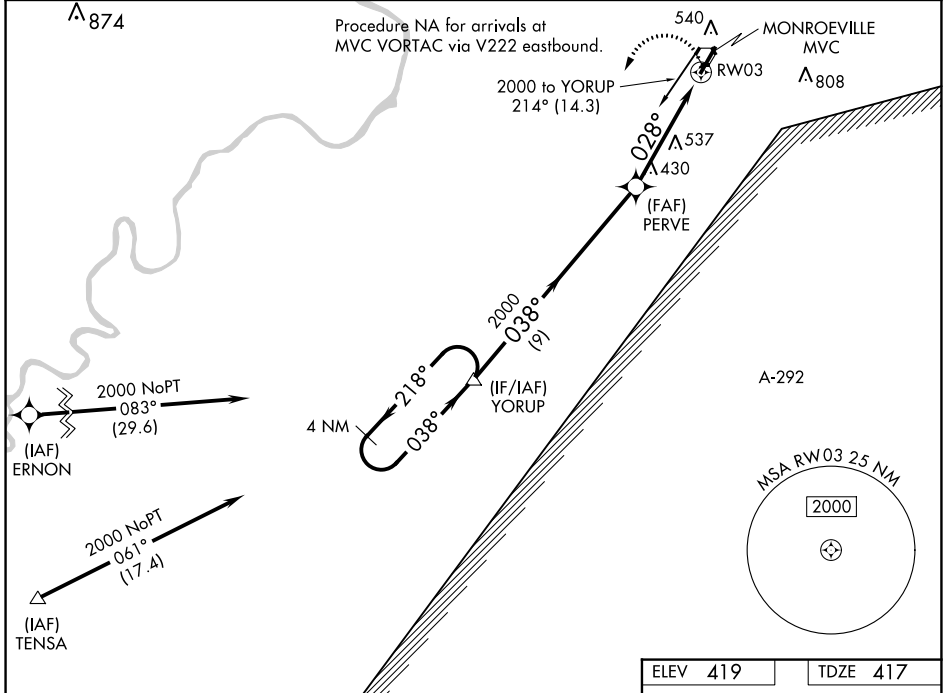 874
Procedure NA for arrivals at
MVC VORTAC via V222 eastbound.
540
MONROEVILLE
MVC
RW03
808
2000 to YORUP
214° (14.3)
028°
537
430
(FAF)
PERVE
2000
038°
(9)
218°
038°
4 NM
(IF/IAF)
YORUP
2000 NoPT
083°
(29.6)
(IAF)
ERNON
A-292
2000 NoPT
061°
(17.4)
(IAF)
TENSA
MSA RW03 25 NM
2000
ELEV 419
TDZE 417